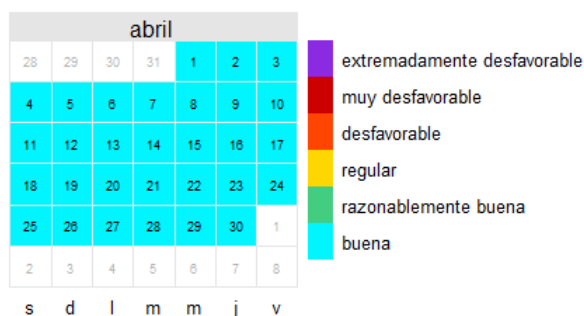 abril
28 29 30 31 1 2 3
4 5 6 7 8 9 10
11 12 13 14 15 16 17
18 19 20 21 22 23 24
25 26 27 28 29 30 1
2 3 4 5 6 7 8
s d l m m j v
extremadamente desfavorable
muy desfavorable
desfavorable
regular
razonablemente buena
buena